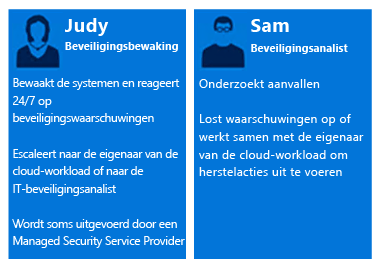 Judy
Beveiligingsbewaking
Bewaakt de systemen en reageert
24/7 op
beveiligingswaarschuwingen
Escaleert naar de eigenaar van de
cloud-workload of naar de
IT-beveiligingsanalist
Wordt soms uitgevoerd door een
Managed Security Service Provider
Sam
Beveiligingsanalist
Onderzoekt aanvallen
Lost waarschuwingen op of
werkt samen met de eigenaar
van de cloud-workload om
herstelacties uit te voeren